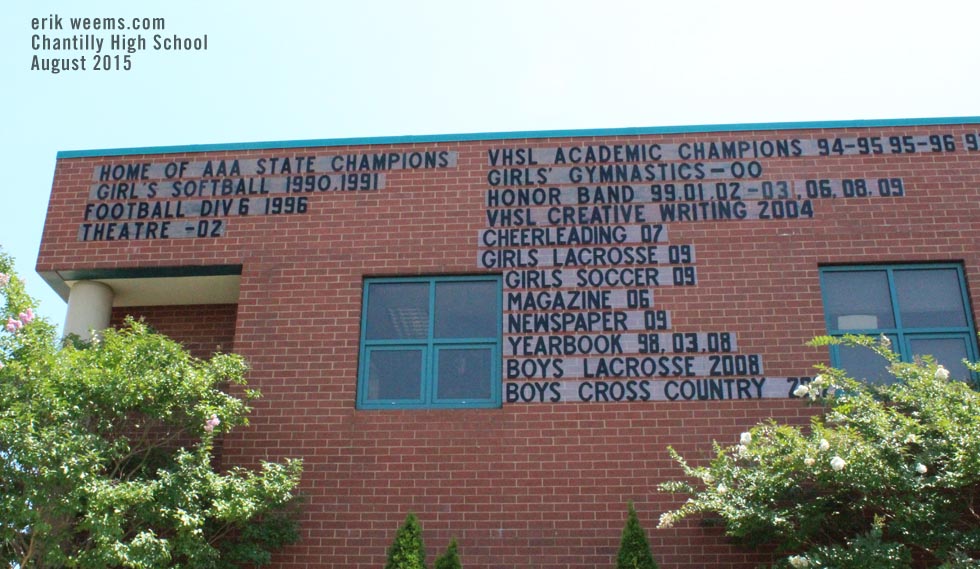 erik weems.com
Chantilly High School
August 2015
HOME OF AAA STATE CHAMPIONS
GIRL'S SOFTBALL 1990,1991
FOOTBALL DIV 6 1996
THEATRE -02
VHSL ACADEMIC CHAMPIONS 94-95 95-96
GIRLS' GYMNASTICS-00
HONOR BAND 99,01,02-03,06,08,09
VHSL CREATIVE WRITING 2004
CHEERLEADING 07
GIRLS LACROSSE 09
GIRLS SOCCER 09
MAGAZINE 06
NEWSPAPER 09
YEARBOOK 98,03,08
BOYS LACROSSE 2008
BOYS CROSS COUNTRY